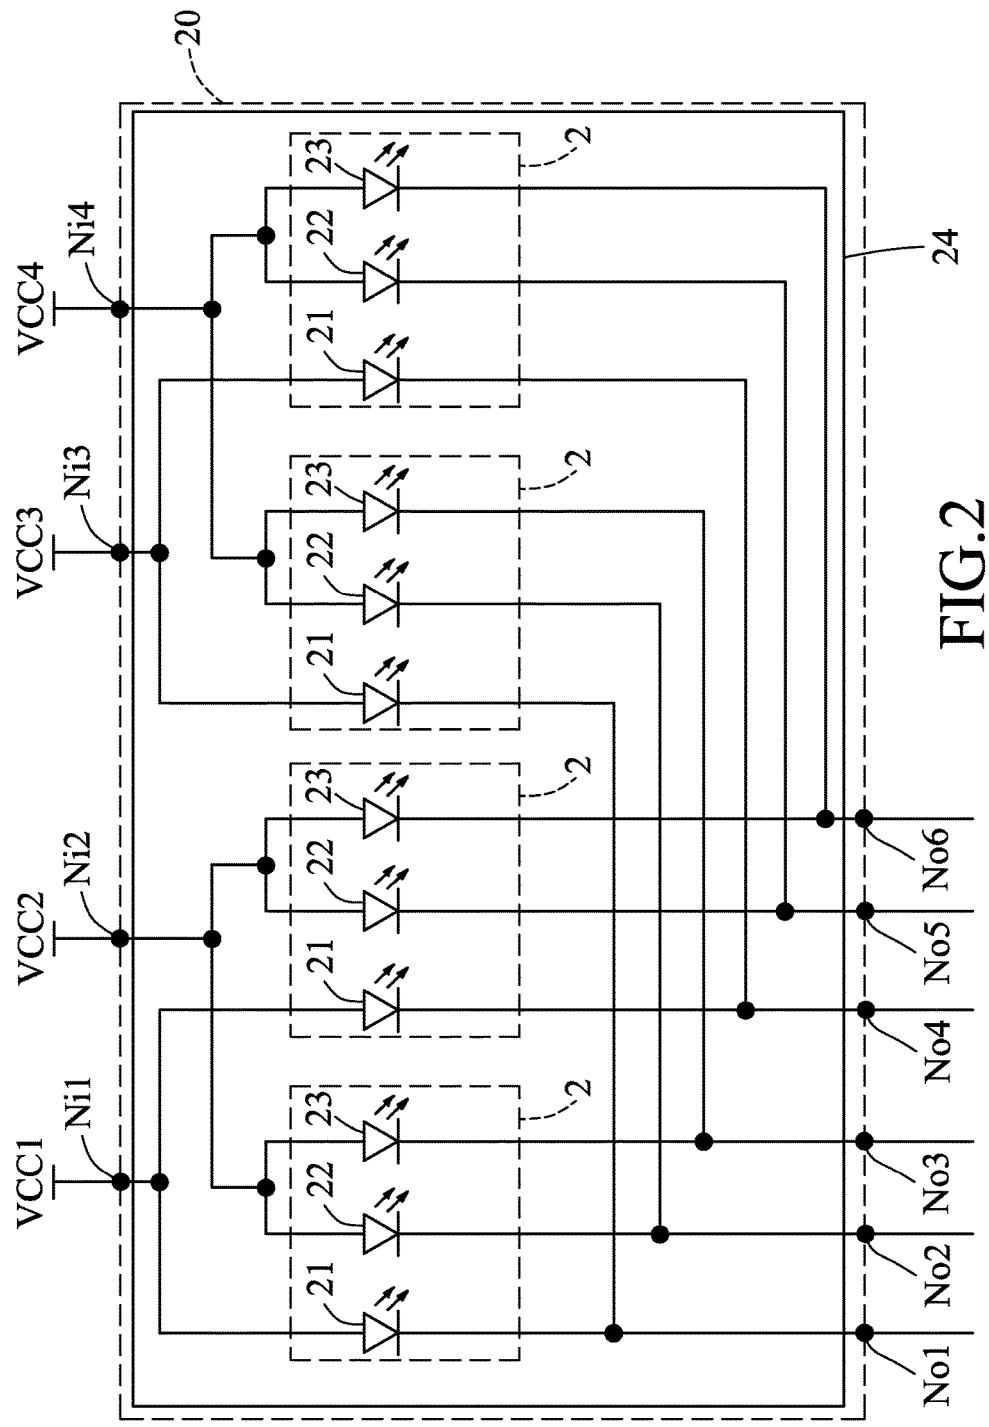 20
VCC1 VCC2 VCC3 VCC4
Ni1 Ni2 Ni3 Ni4
21 22 23 21 22 23 21 22 23 21 22 23
2 2 2 2
24
No1 No2 No3 No4 No5 No6
FIG.2